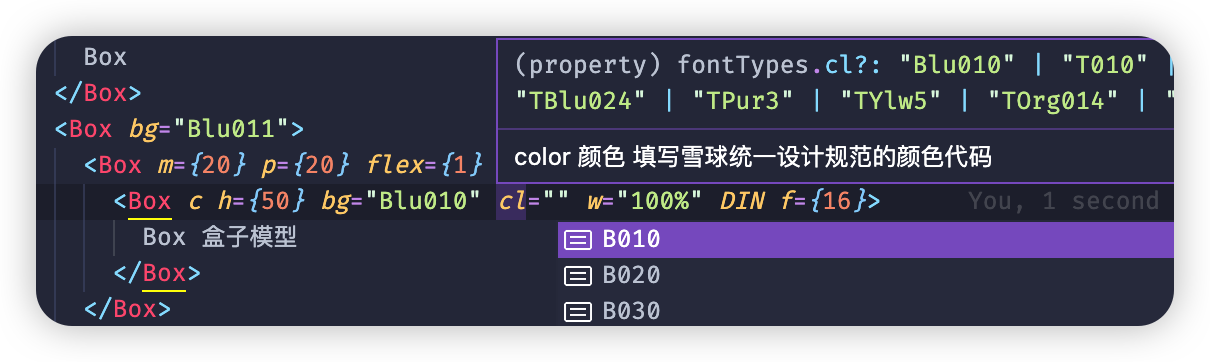 Box
(property) fontTypes.cl?: "Blu010" | "T010" |
</Box>
"TBlu024" | "TPur3" | "TYlw5" | "TOrg014" | "
<Box bg="Blu011">
<Box m={20} p={20} flex={1}
color 颜色 填写雪球统一设计规范的颜色代码
<Box c h={50} bg="Blu010" cl="" w="100%" DIN f={16}>
You, 1 second
Box 盒子模型
B010
</Box>
B020
</Box>
B030